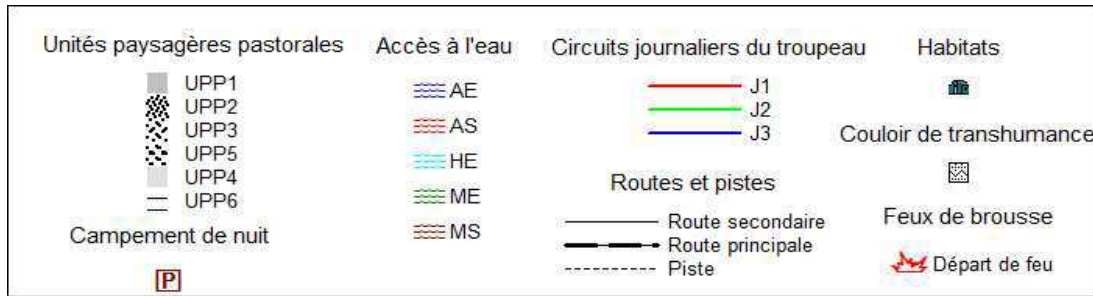 Unités paysagères pastorales
UPP1
UPP2
UPP3
UPP5
UPP4
UPP6
Campement de nuit
P
Accès à l'eau
AE
AS
HE
ME
MS
Circuits journaliers du troupeau
J1
J2
J3
Routes et pistes
Route secondaire
Route principale
Piste
Habitats
Couloir de transhumance
Feux de brousse
Départ de feu